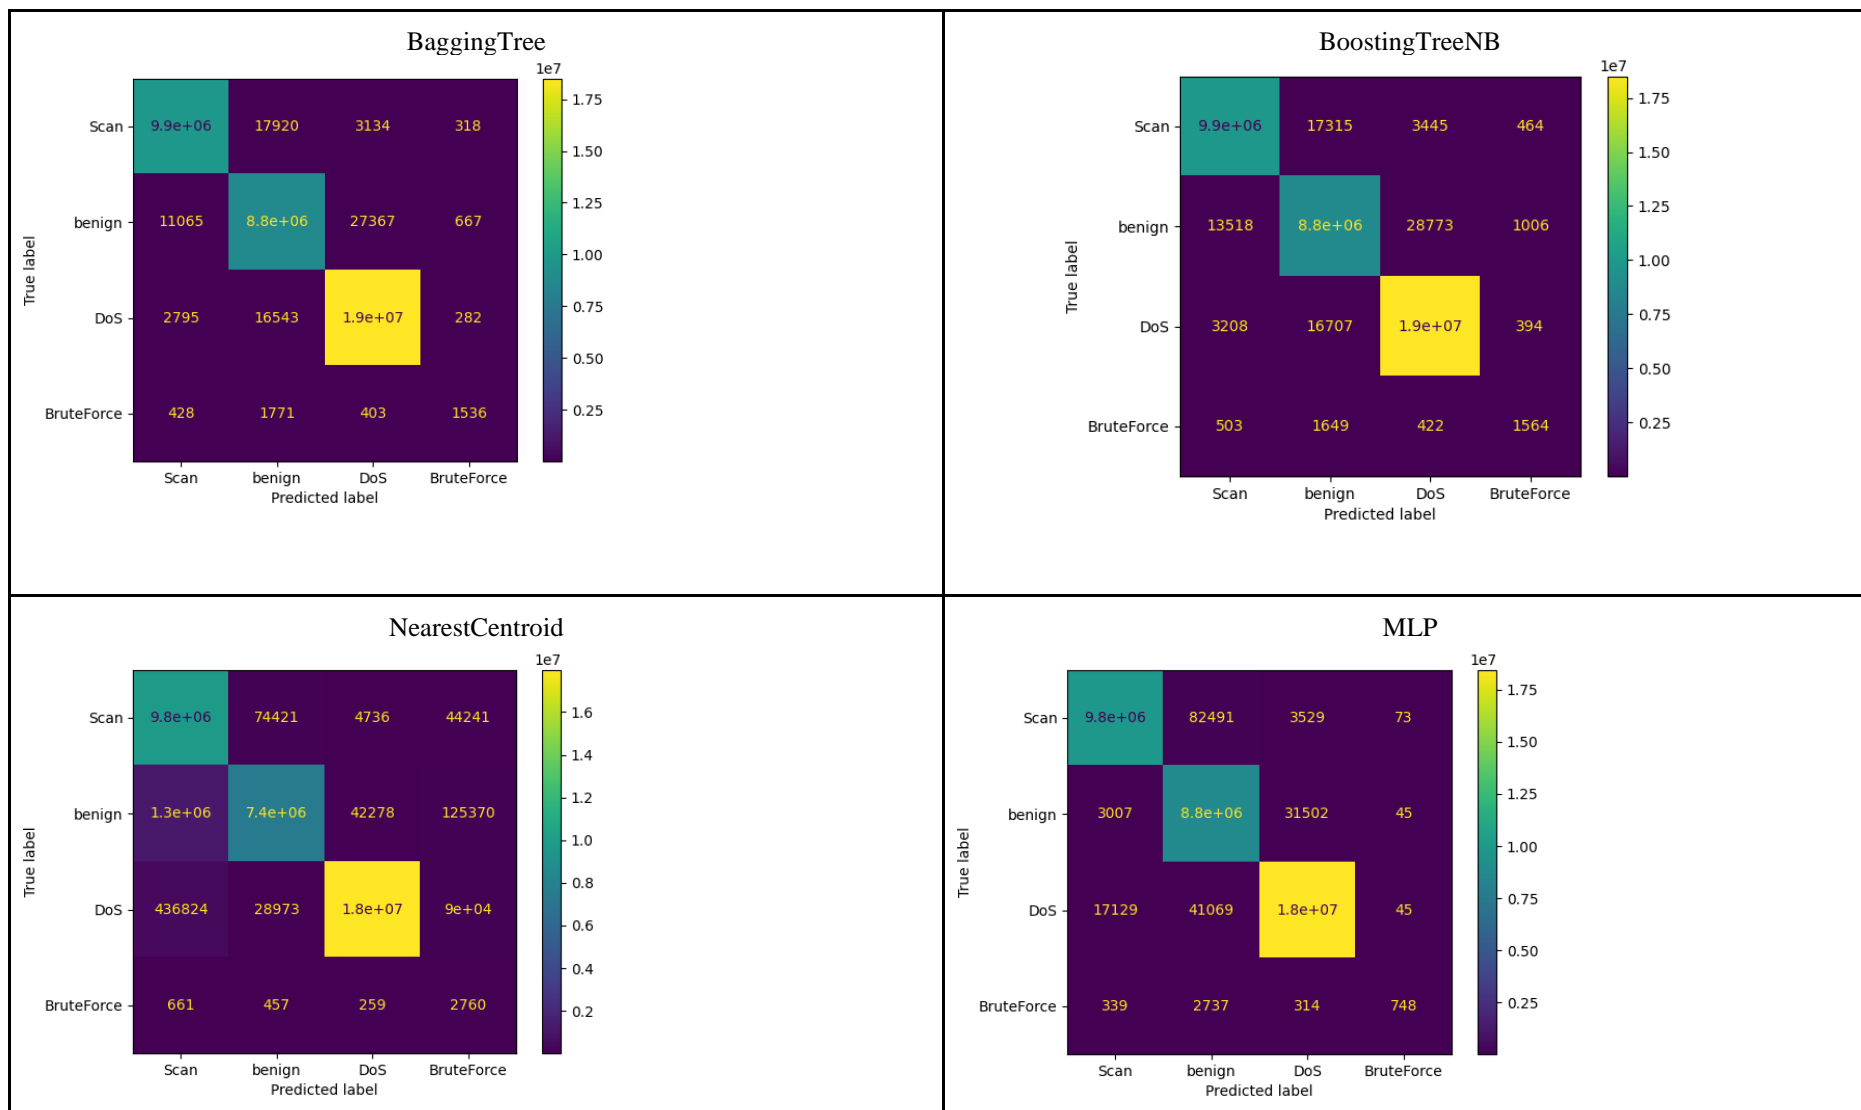 BaggingTree
1e7
Scan 9.9e+06 17920 3134 318
benign 11065 8.8e+06 27367 667
DoS 2795 16543 1.9e+07 282
BruteForce 428 1771 403 1536
Scan benign DoS BruteForce
Predicted label
True label
1.75
1.50
1.25
1.00
0.75
0.50
0.25
BoostingTreeNB
1e7
Scan 9.9e+06 17315 3445 464
benign 13518 8.8e+06 28773 1006
DoS 3208 16707 1.9e+07 394
BruteForce 503 1649 422 1564
Scan benign DoS BruteForce
Predicted label
True label
1.75
1.50
1.25
1.00
0.75
0.50
0.25
NearestCentroid
1e7
Scan 9.8e+06 74421 4736 44241
benign 1.3e+06 7.4e+06 42278 125370
DoS 436824 28973 1.8e+07 9e+04
BruteForce 661 457 259 2760
Scan benign DoS BruteForce
Predicted label
True label
1.6
1.4
1.2
1.0
0.8
0.6
0.4
0.2
MLP
1e7
Scan 9.8e+06 82491 3529 73
benign 3007 8.8e+06 31502 45
DoS 17129 41069 1.8e+07 45
BruteForce 339 2737 314 748
Scan benign DoS BruteForce
Predicted label
True label
1.75
1.50
1.25
1.00
0.75
0.50
0.25